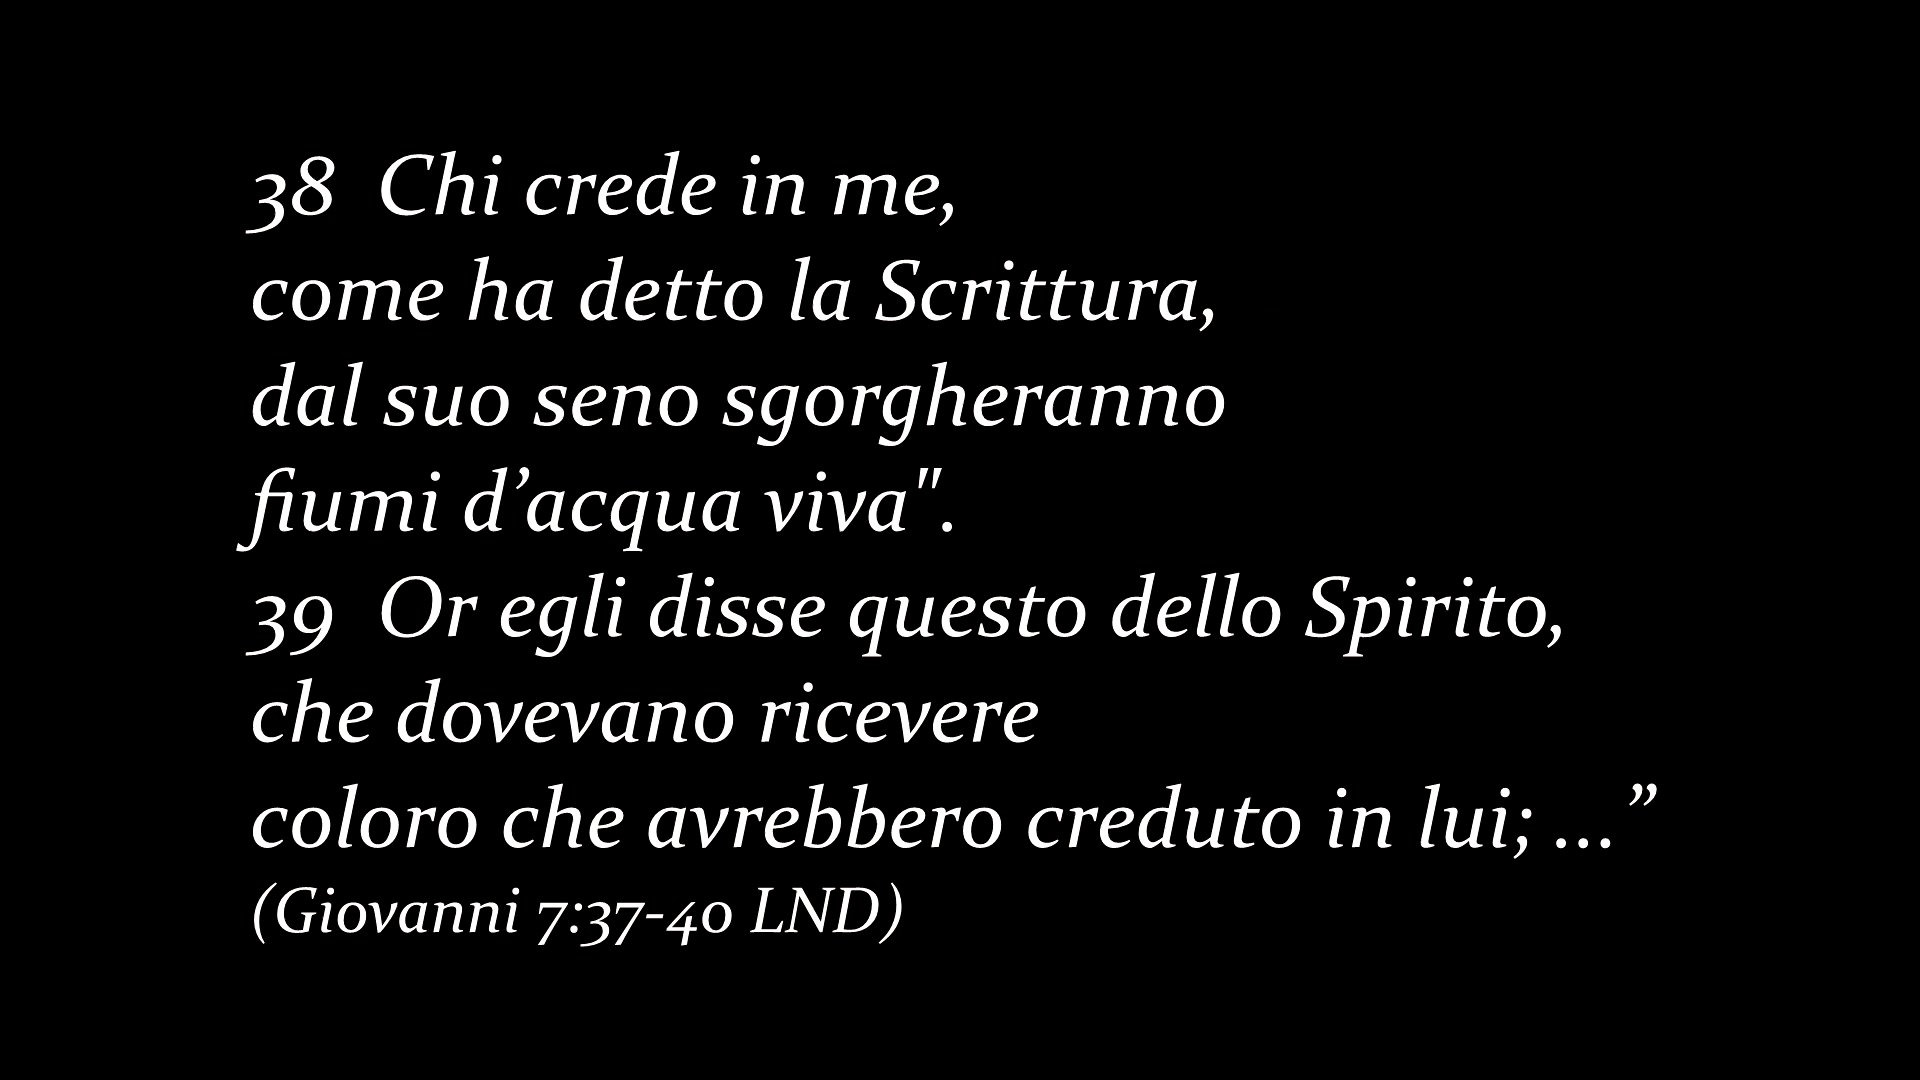 38  Chi crede in me,
come ha detto la Scrittura,
dal suo seno sgorgheranno
fiumi d’acqua viva".
39  Or egli disse questo dello Spirito,
che dovevano ricevere
coloro che avrebbero creduto in lui; …”
(Giovanni 7:37-40 LND)